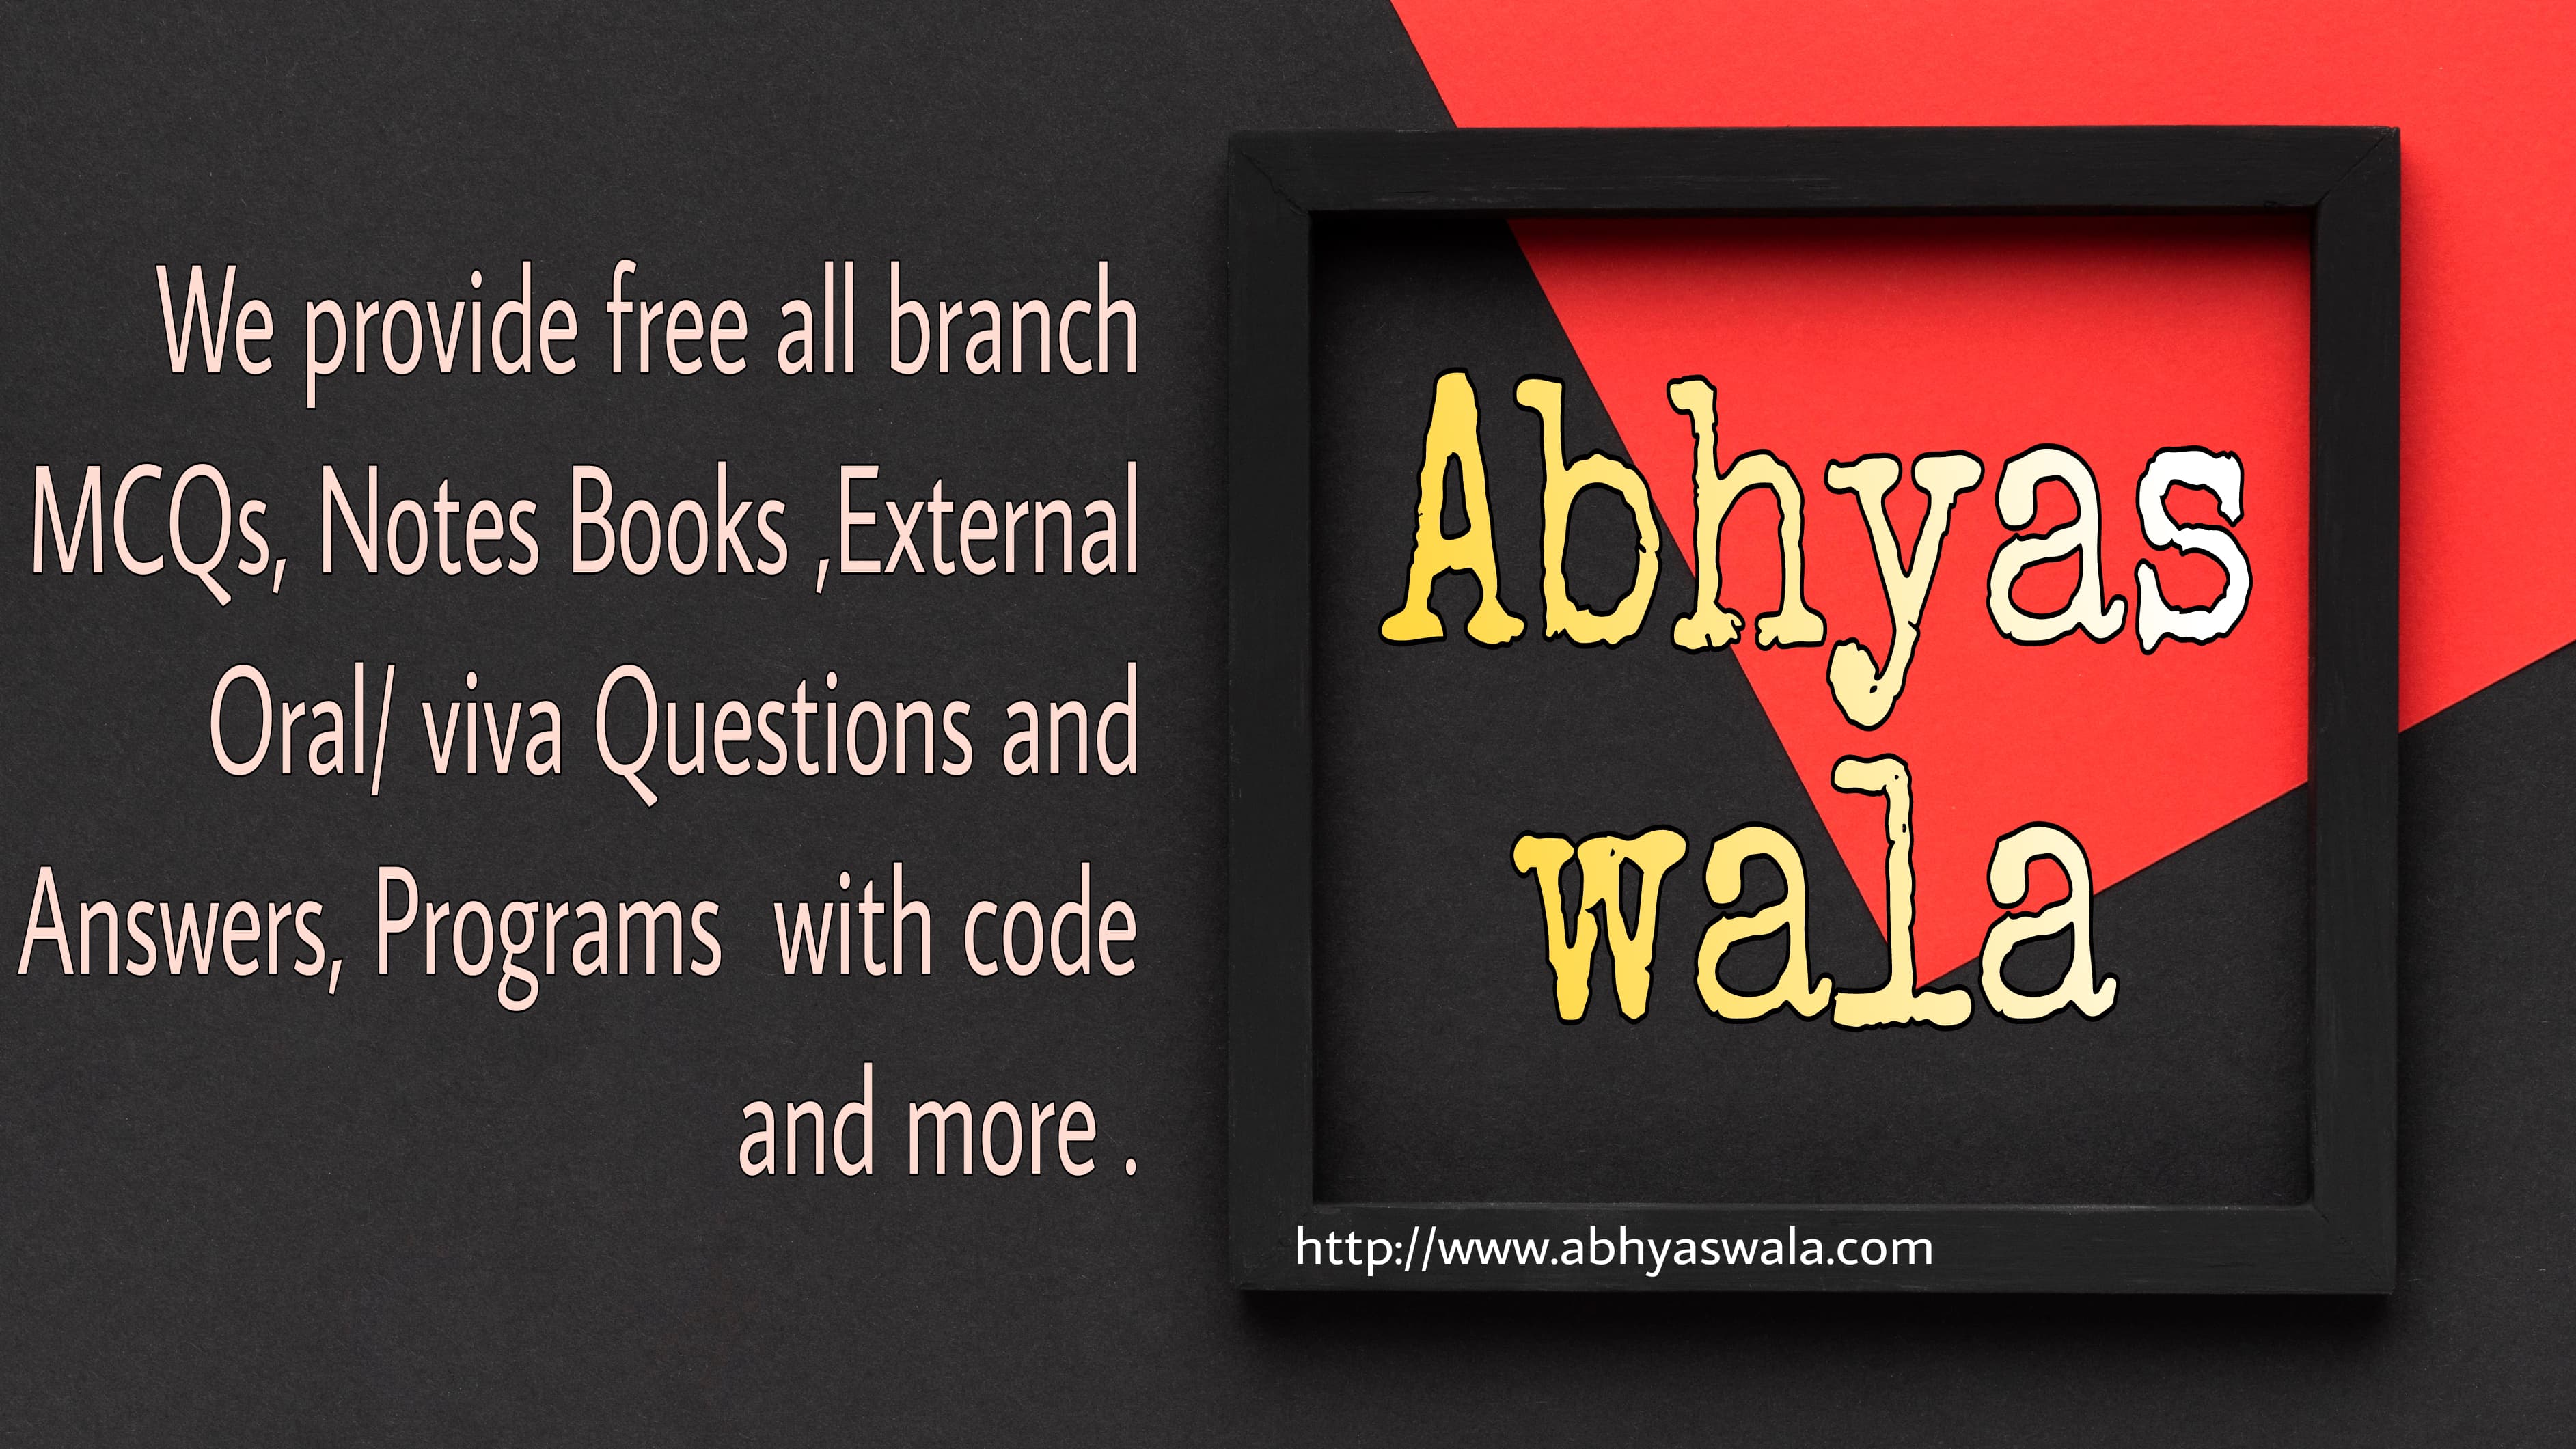 We provide free all branch
MCQs, Notes Books ,External
Oral/ viva Questions and
Answers, Programs  with code
and more .
Abhyas
wala
http://www.abhyaswala.com